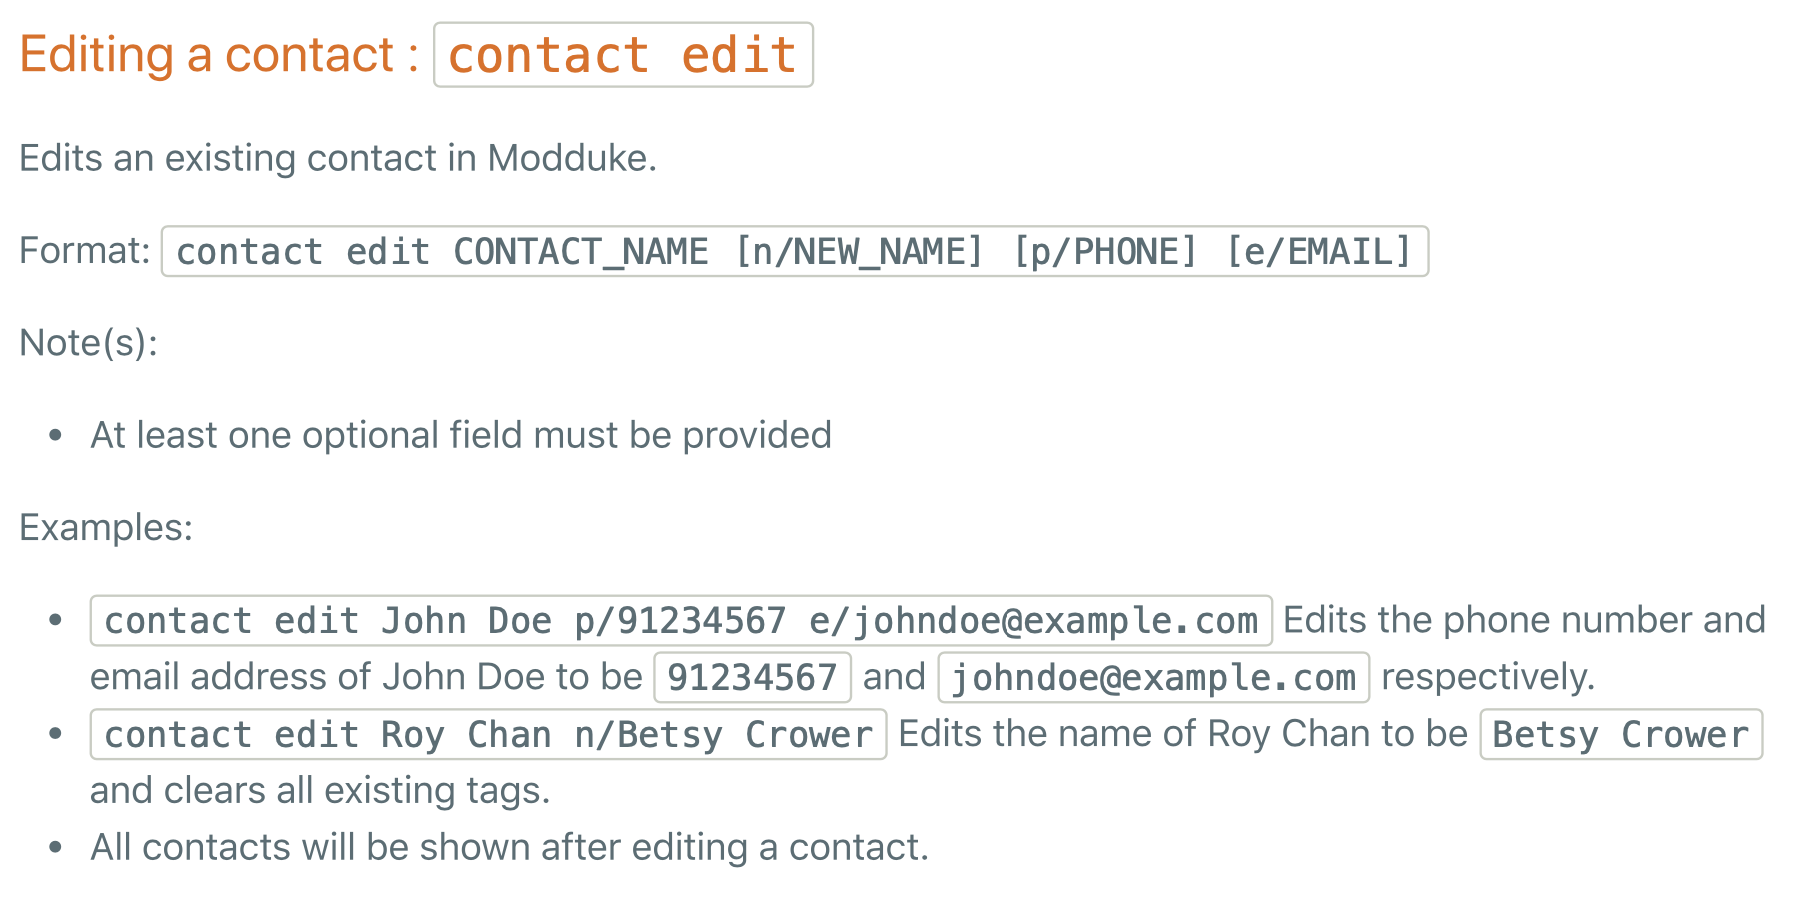 Editing a contact : contact edit
Edits an existing contact in Modduke.
Format: contact edit CONTACT_NAME [n/NEW_NAME] [p/PHONE] [e/EMAIL]
Note(s):
• At least one optional field must be provided
Examples:
• contact edit John Doe p/91234567 e/johndoe@example.com Edits the phone number and
email address of John Doe to be 91234567 and johndoe@example.com respectively.
• contact edit Roy Chan n/Betsy Crower Edits the name of Roy Chan to be Betsy Crower
and clears all existing tags.
• All contacts will be shown after editing a contact.